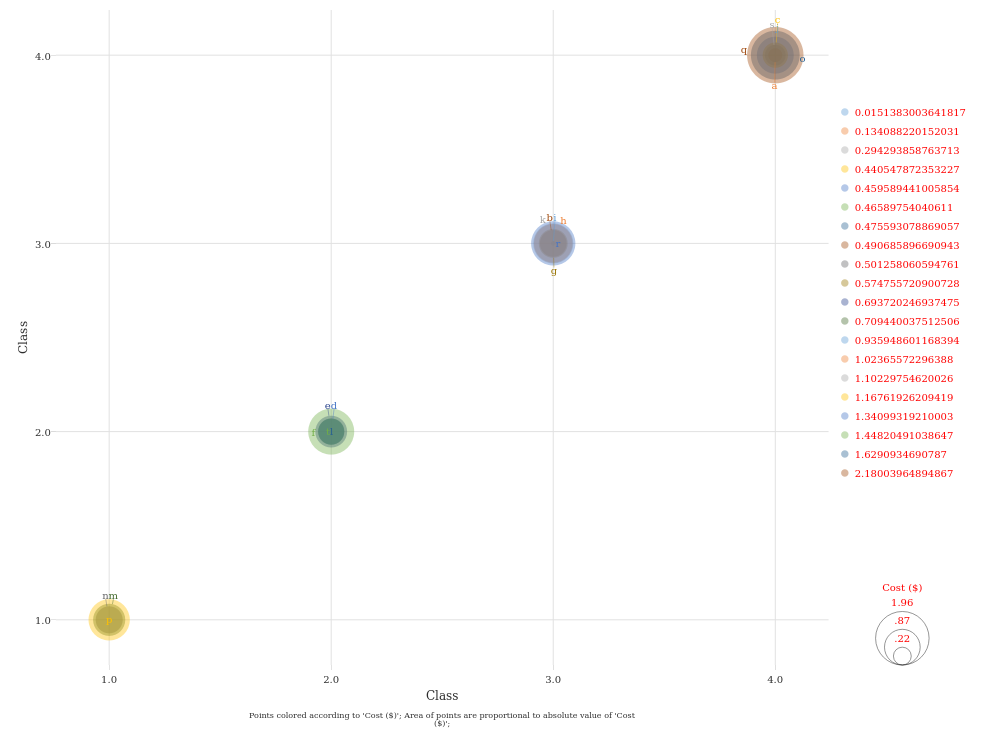 c
s
4.0
q
o
a
0.0151383003641817
0.134088220152031
0.294293858763713
0.440547872353227
0.459589441005854
0.46589754040611
0.475593078869057
0.490685896690943
0.501258060594761
0.574755720900728
0.693720246937475
0.709440037512506
0.935948601168394
1.02365572296388
1.10229754620026
1.16761926209419
1.34099319210003
1.44820491038647
1.6290934690787
2.18003964894867
k b i h
3.0
r
g
Class
e d
2.0
f
l
n m
1.0
p
1.0 2.0 3.0 4.0
Class
Cost ($)
1.96
.87
.22
Points colored according to 'Cost ($)'; Area of points are proportional to absolute value of 'Cost
($)';